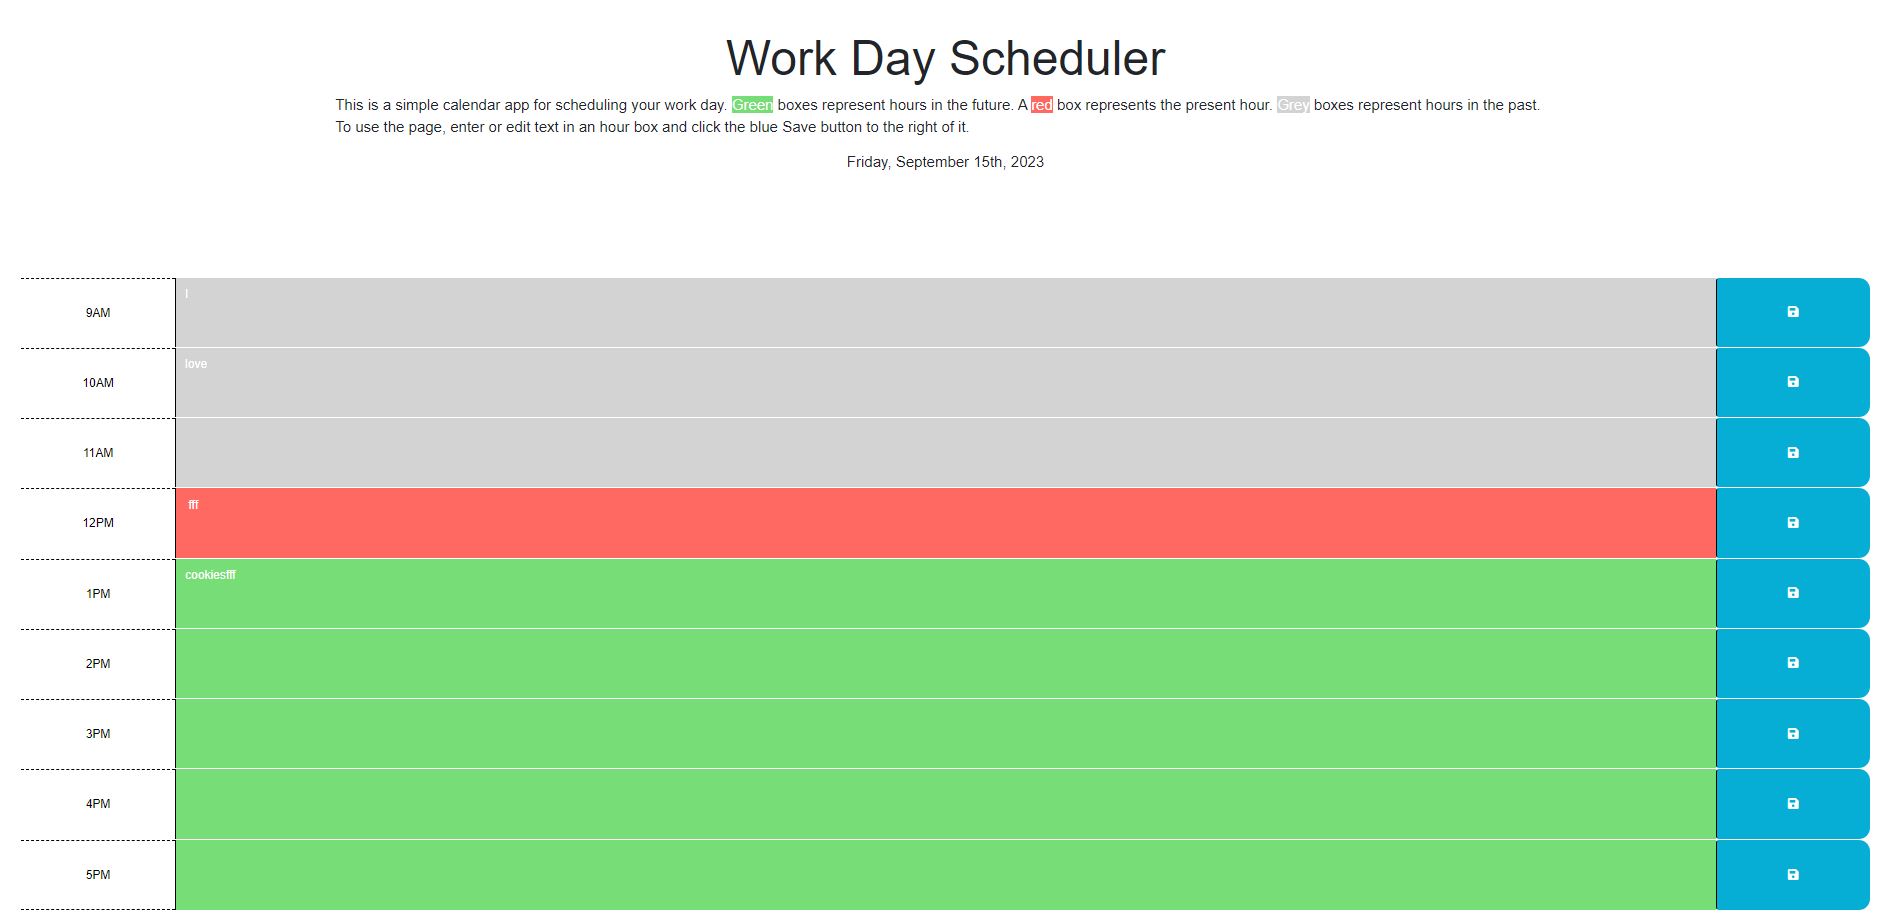 Work Day Scheduler
This is a simple calendar app for scheduling your work day. Green boxes represent hours in the future. A red box represents the present hour. Grey boxes represent hours in the past.
To use the page, enter or edit text in an hour box and click the blue Save button to the right of it.
Friday, September 15th, 2023
9AM I
10AM love
11AM
12PM fff
1PM cookiesfff
2PM
3PM
4PM
5PM